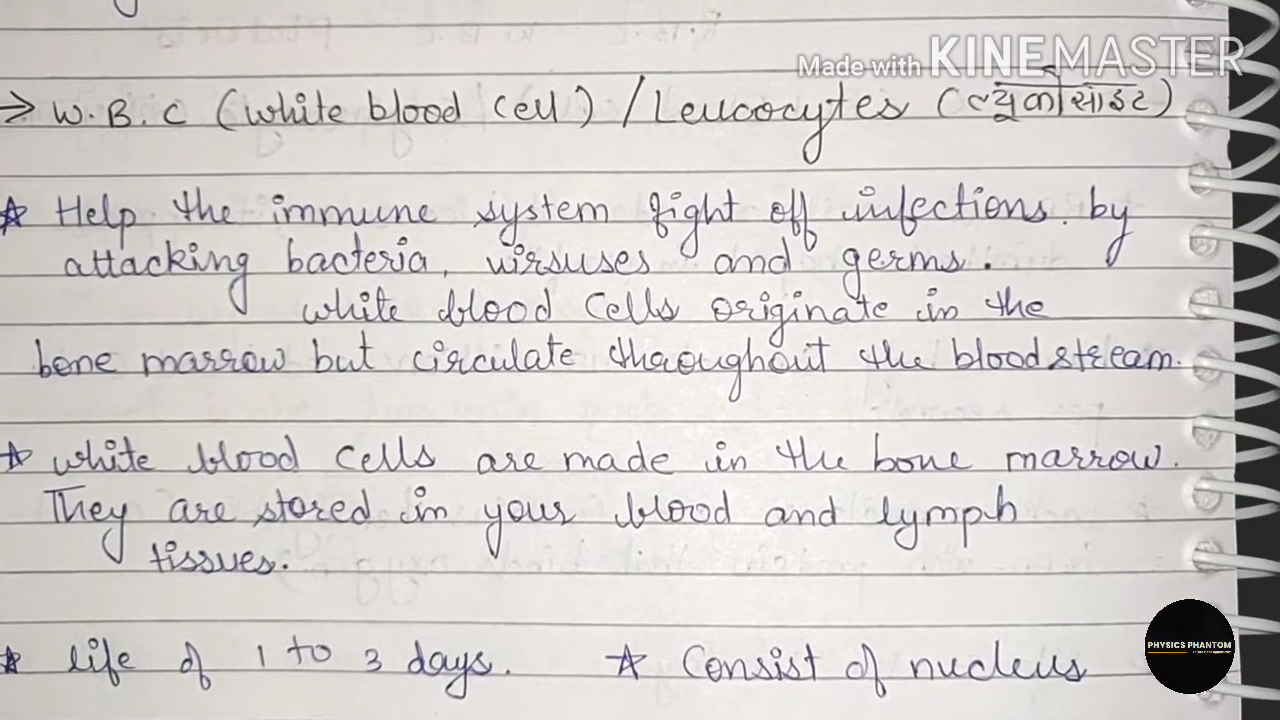 Made with KINEMASTER
→ W.B.C (White blood cell) / Leucocytes (ल्यूकोसाइट)
☆ Help the immune system fight off infections by
attacking bacteria, virsuses and germs.
white blood cells originate in the
bone marrow but circulate throughout the bloodstream.
☆ white blood cells are made in the bone marrow.
They are stored in your blood and lymph
tissues.
☆ life of 1 to 3 days. ☆ Consist of nucleus
PHYSICS PHANTOM